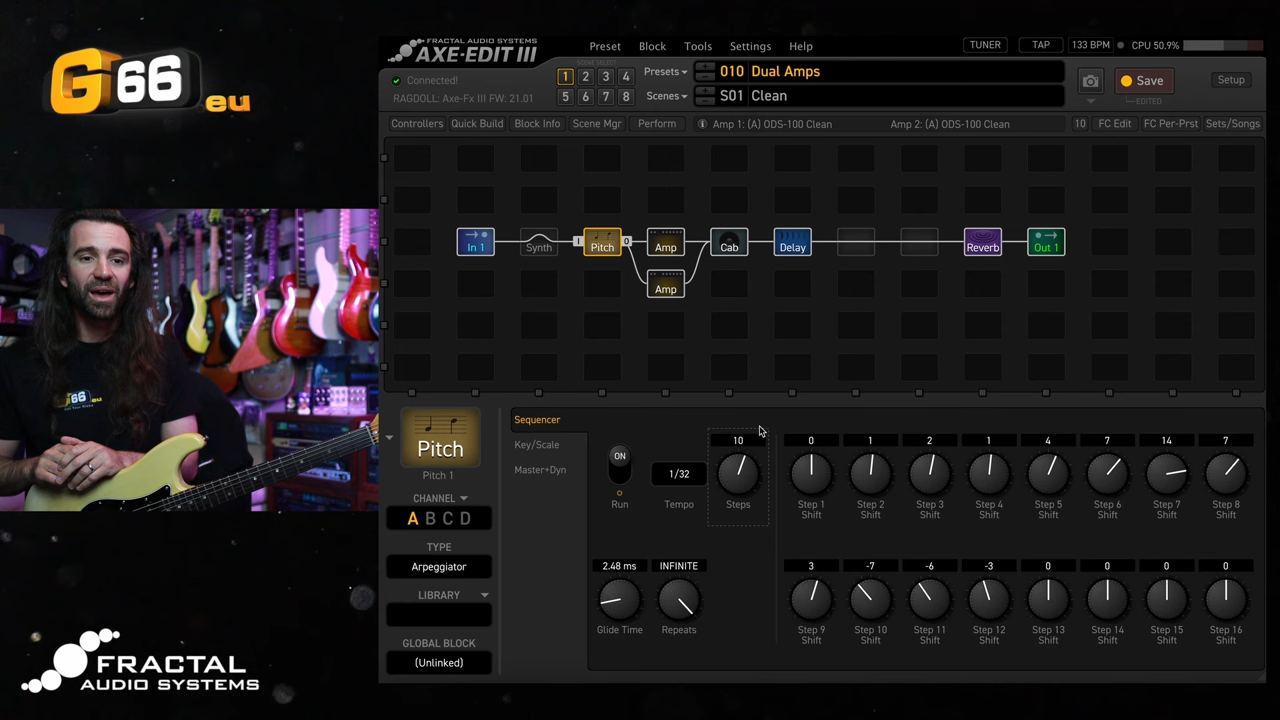 G66
.eu
FRACTAL AUDIO SYSTEMS
AXE-EDIT III
Preset Block Tools Settings Help
TUNER TAP 133 BPM CPU 50.9%
Connected!
RAGDOLL: Axe-Fx III FW: 21.01
SCENE SELECT
1 2 3 4
5 6 7 8
Presets 010 Dual Amps
Scenes S01 Clean
Save
EDITED
Setup
Controllers Quick Build Block Info Scene Mgr Perform Amp 1: (A) ODS-100 Clean Amp 2: (A) ODS-100 Clean 10 FC Edit FC Per-Prst Sets/Songs
In 1 Synth I Pitch O Amp Cab Delay Reverb Out 1
Amp
g66.eu
Pitch
Pitch 1
CHANNEL
A B C D
TYPE
Arpeggiator
LIBRARY
GLOBAL BLOCK
(Unlinked)
Sequencer
Key/Scale
Master+Dyn
ON
Run
1/32
Tempo
10
Steps
0 1 2 1 4 7 14 7
Step 1 Shift Step 2 Shift Step 3 Shift Step 4 Shift Step 5 Shift Step 6 Shift Step 7 Shift Step 8 Shift
2.48 ms
Glide Time
INFINITE
Repeats
3 -7 -6 -3 0 0 0 0
Step 9 Shift Step 10 Shift Step 11 Shift Step 12 Shift Step 13 Shift Step 14 Shift Step 15 Shift Step 16 Shift
FRACTAL
AUDIO SYSTEMS